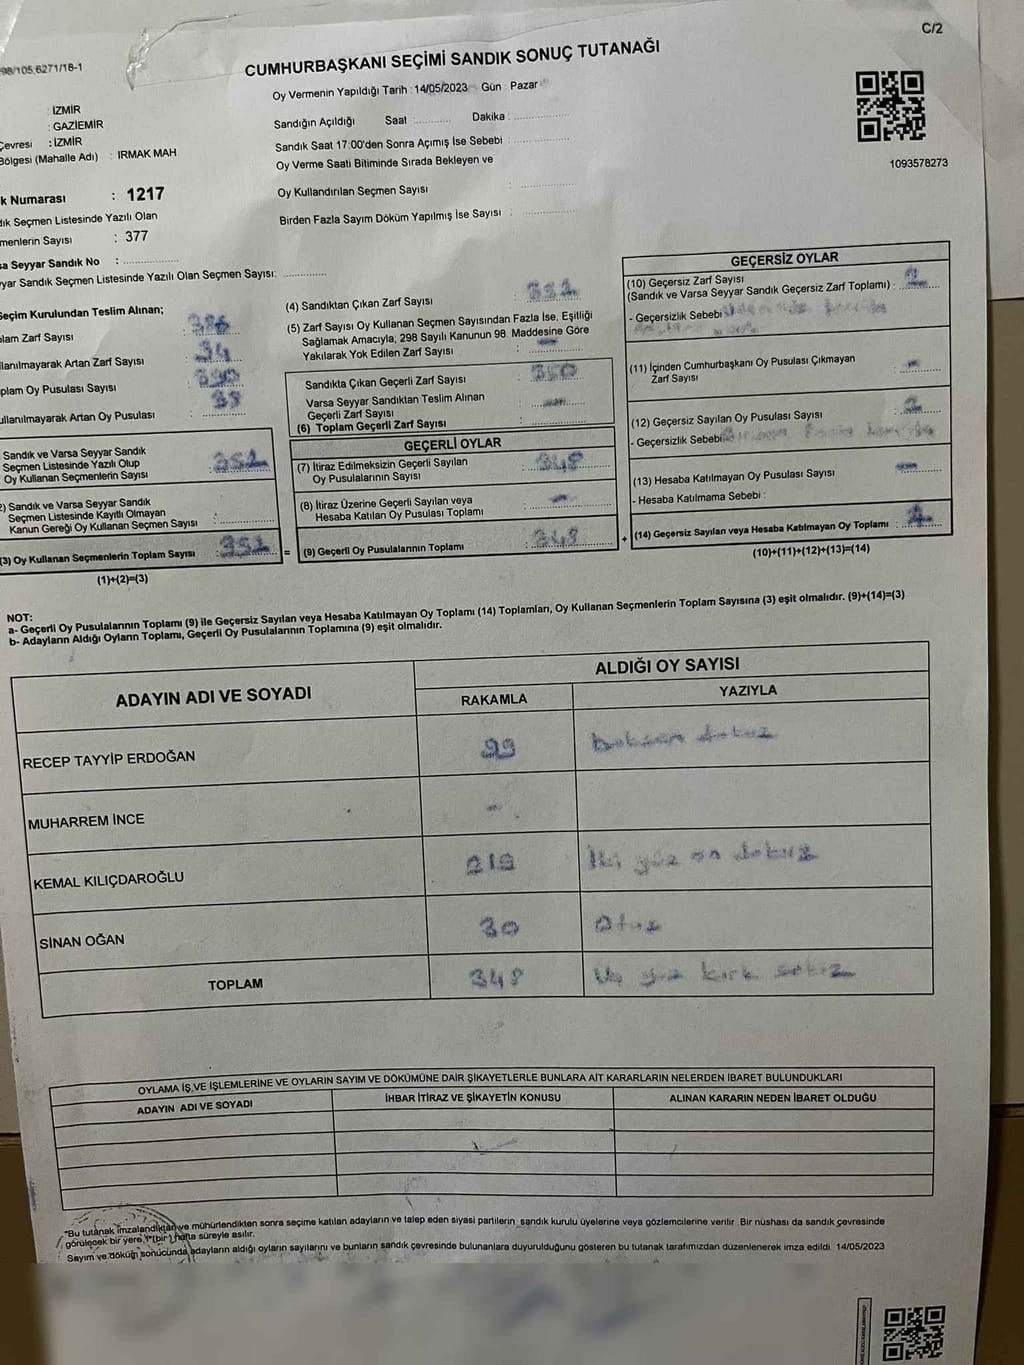 C/2
98/105.6271/18-1
CUMHURBAŞKANI SEÇİMİ SANDIK SONUÇ TUTANAĞI
: İZMİR
: GAZİEMİR
Çevresi : İZMİR
Bölgesi (Mahalle Adı) : IRMAK MAH
k Numarası : 1217
dık Seçmen Listesinde Yazılı Olan
menlerin Sayısı : 377
sa Seyyar Sandık No :
yar Sandık Seçmen Listesinde Yazılı Olan Seçmen Sayısı:
Oy Vermenin Yapıldığı Tarih : 14/05/2023 Gün : Pazar
Sandığın Açıldığı Saat Dakika :
Sandık Saat 17:00'den Sonra Açımış İse Sebebi :
Oy Verme Saati Bitiminde Sırada Bekleyen ve
Oy Kullandırılan Seçmen Sayısı :
Birden Fazla Sayım Döküm Yapılmış İse Sayısı :
1093578273
Seçim Kurulundan Teslim Alınan;
lam Zarf Sayısı : 386
llanılmayarak Artan Zarf Sayısı : 34
plam Oy Pusulası Sayısı : 390
ullanılmayarak Artan Oy Pusulası : 38
Sandık ve Varsa Seyyar Sandık
Seçmen Listesinde Yazılı Olup
Oy Kullanan Seçmenlerin Sayısı : 352
2) Sandık ve Varsa Seyyar Sandık
Seçmen Listesinde Kayıtlı Olmayan
Kanun Gereği Oy Kullanan Seçmen Sayısı :
(3) Oy Kullanan Seçmenlerin Toplam Sayısı : 352 =
(1)+(2)=(3)
(4) Sandıktan Çıkan Zarf Sayısı : 352
(5) Zarf Sayısı Oy Kullanan Seçmen Sayısından Fazla İse, Eşitliği
Sağlamak Amacıyla, 298 Sayılı Kanunun 98. Maddesine Göre
Yakılarak Yok Edilen Zarf Sayısı : -
Sandıkta Çıkan Geçerli Zarf Sayısı : 350
Varsa Seyyar Sandıktan Teslim Alınan
Geçerli Zarf Sayısı : -
(6) Toplam Geçerli Zarf Sayısı
GEÇERLİ OYLAR
(7) İtiraz Edilmeksizin Geçerli Sayılan
Oy Pusulalarının Sayısı : 348
(8) İtiraz Üzerine Geçerli Sayılan veya
Hesaba Katılan Oy Pusulası Toplamı : -
(9) Geçerli Oy Pusulalarının Toplamı : 348 +
GEÇERSİZ OYLAR
(10) Geçersiz Zarf Sayısı
(Sandık ve Varsa Seyyar Sandık Geçersiz Zarf Toplamı) : 2
- Geçersizlik Sebebi :
(11) İçinden Cumhurbaşkanı Oy Pusulası Çıkmayan
Zarf Sayısı : -
(12) Geçersiz Sayılan Oy Pusulası Sayısı : 2
- Geçersizlik Sebebi:
(13) Hesaba Katılmayan Oy Pusulası Sayısı : -
- Hesaba Katılmama Sebebi :
(14) Geçersiz Sayılan veya Hesaba Katılmayan Oy Toplamı :
(10)+(11)+(12)+(13)=(14)
NOT:
a- Geçerli Oy Pusulalarının Toplamı (9) ile Geçersiz Sayılan veya Hesaba Katılmayan Oy Toplamı (14) Toplamları, Oy Kullanan Seçmenlerin Toplam Sayısına (3) eşit olmalıdır. (9)+(14)=(3)
b- Adayların Aldığı Oyların Toplamı, Geçerli Oy Pusulalarının Toplamına (9) eşit olmalıdır.
ADAYIN ADI VE SOYADI
ALDIĞI OY SAYISI
RAKAMLA YAZIYLA
RECEP TAYYİP ERDOĞAN 99 Doksan dokuz
MUHARREM İNCE -
KEMAL KILIÇDAROĞLU 219 İki yüz on dokuz
SİNAN OĞAN 30 Otuz
TOPLAM 348 Üç yüz kırk sekiz
OYLAMA İŞ VE İŞLEMLERİNE VE OYLARIN SAYIM VE DÖKÜMÜNE DAİR ŞİKAYETLERLE BUNLARA AİT KARARLARIN NELERDEN İBARET BULUNDUKLARI
ADAYIN ADI VE SOYADI İHBAR İTİRAZ VE ŞİKAYETİN KONUSU ALINAN KARARIN NEDEN İBARET OLDUĞU
"Bu tutanak imzalandıktan ve mühürlendikten sonra seçime katılan adayların ve talep eden siyasi partilerin sandık kurulu üyelerine veya gözlemcilerine verilir. Bir nüshası da sandık çevresinde
görülecek bir yere 1 (bir) hafta süreyle asılır.
Sayım ve döküm sonucunda adayların aldığı oyların sayılarını ve bunların sandık çevresinde bulunanlara duyurulduğunu gösteren bu tutanak tarafımızdan düzenlenerek imza edildi. 14/05/2023